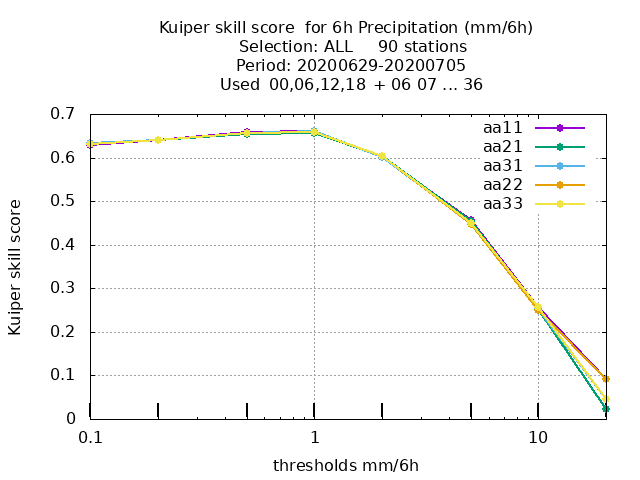 Kuiper skill score  for 6h Precipitation (mm/6h)
Selection: ALL     90 stations
Period: 20200629-20200705
Used  00,06,12,18  + 06 07 ... 36
0.7
0.6
0.5
0.4
0.3
0.2
0.1
0
Kuiper skill score
aa11
aa21
aa31
aa22
aa33
0.1 1 10
thresholds mm/6h